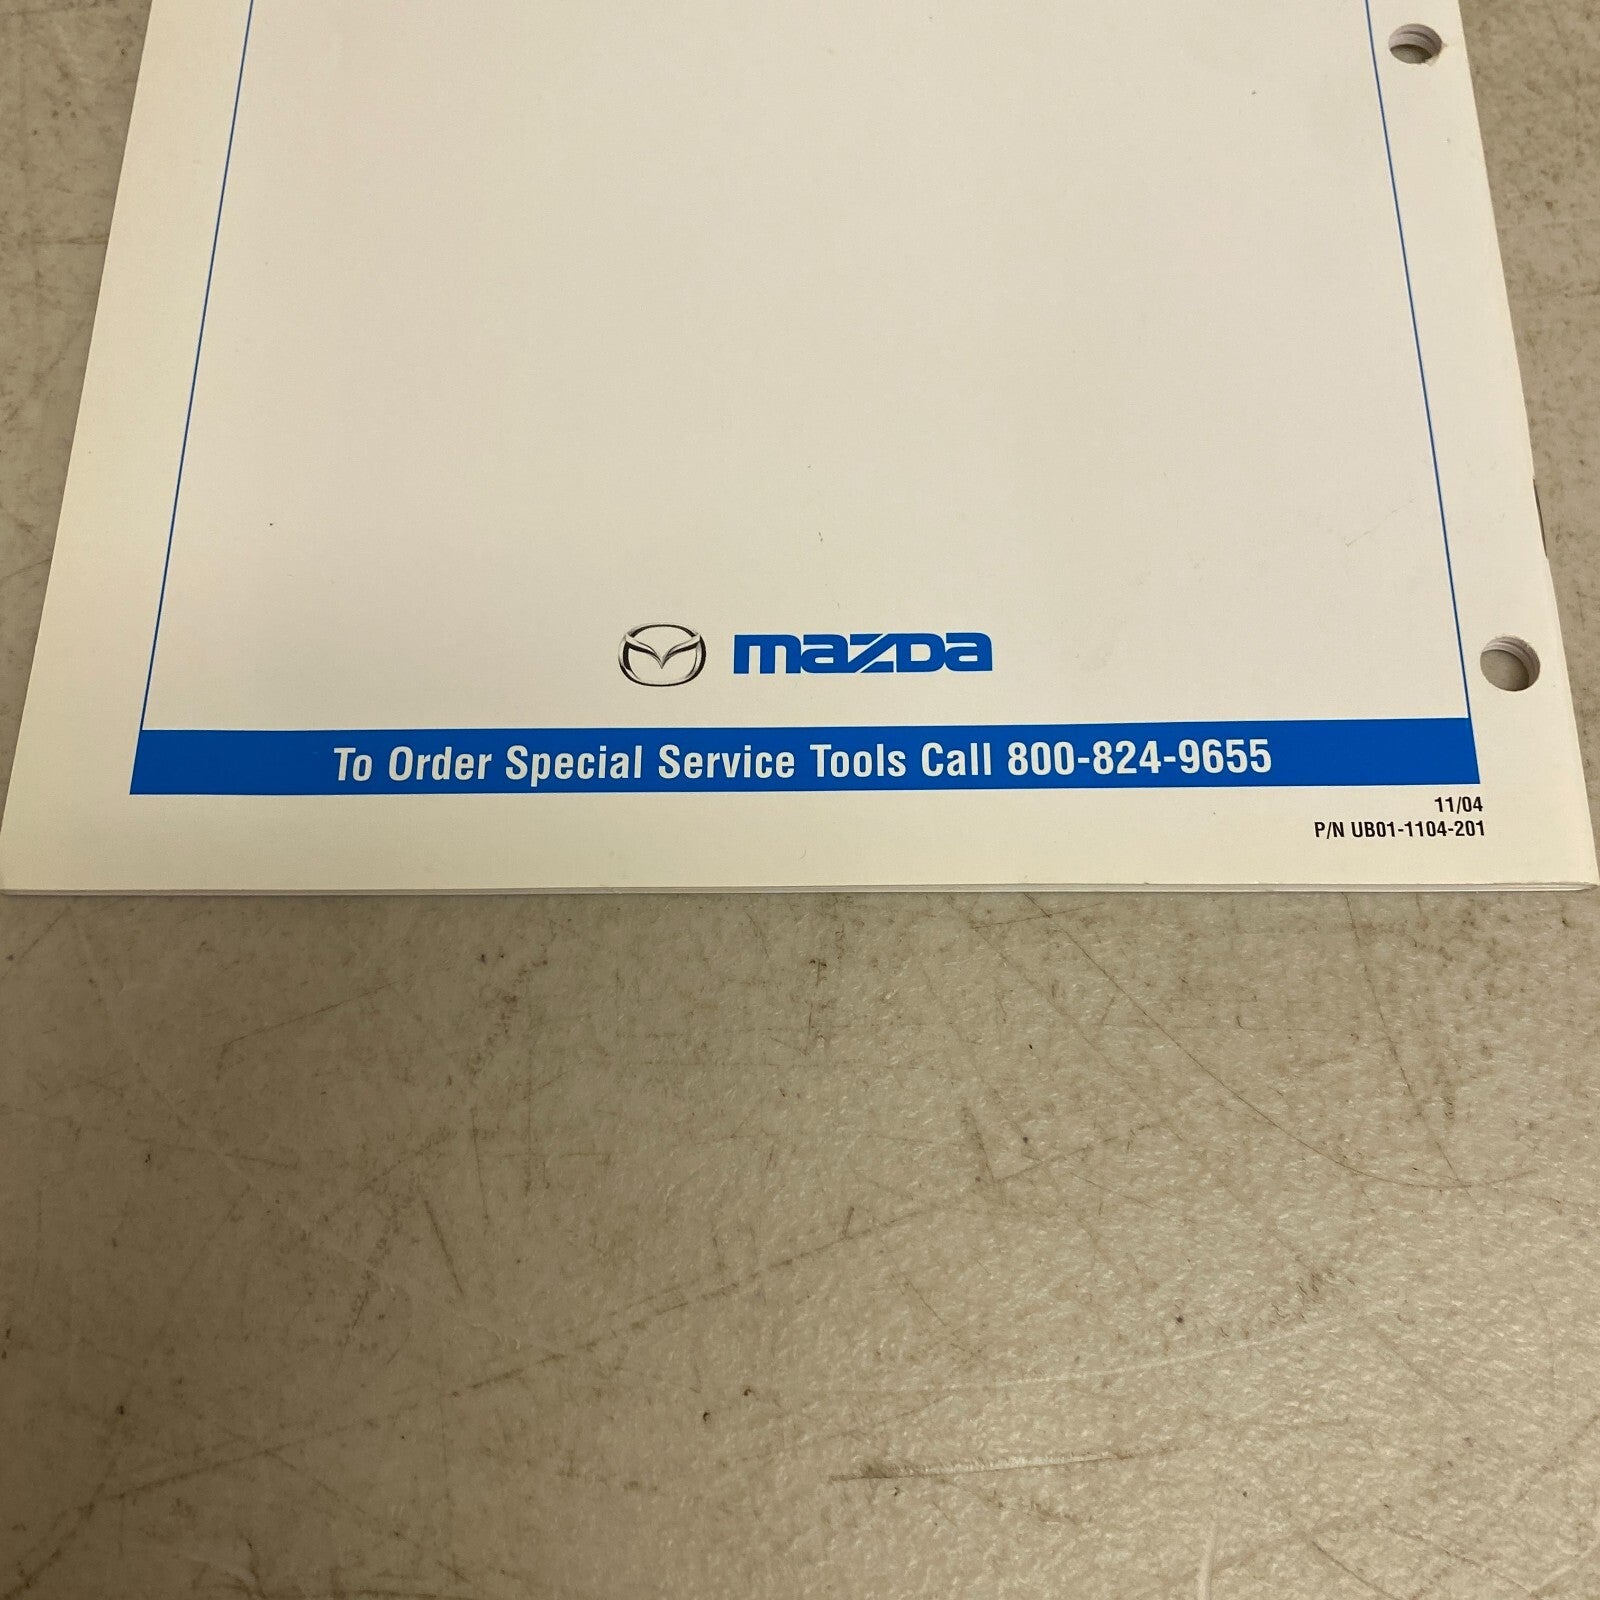 mazda
To Order Special Service Tools Call 800-824-9655
11/04
P/N UB01-1104-201